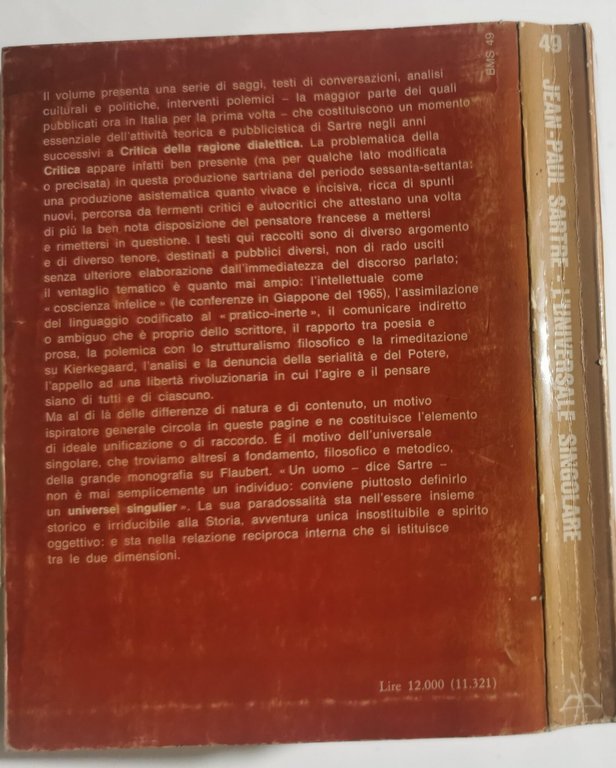 Il volume presenta una serie di saggi, testi di conversazioni, analisi
culturali e politiche, interventi polemici – la maggior parte dei quali
pubblicati ora in Italia per la prima volta – che costituiscono un momento
essenziale dell'attività teorica e pubblicistica di Sartre negli anni
successivi a Critica della ragione dialettica. La problematica della
Critica appare infatti ben presente (ma per qualche lato modificata
o precisata) in questa produzione sartriana del periodo sessanta-settanta:
una produzione asistematica quanto vivace e incisiva, ricca di spunti
nuovi, percorsa da fermenti critici e autocritici che attestano una volta
di piú la ben nota disposizione del pensatore francese a mettersi
e rimettersi in questione. I testi qui raccolti sono di diverso argomento
e di diverso tenore, destinati a pubblici diversi, non di rado usciti
senza ulteriore elaborazione dall'immediatezza del discorso parlato;
il ventaglio tematico è quanto mai ampio: l'intellettuale come
« coscienza infelice » (le conferenze in Giappone del 1965), l'assimilazione
del linguaggio codificato al « pratico-inerte », il comunicare indiretto
o ambiguo che è proprio dello scrittore, il rapporto tra poesia e
prosa, la polemica con lo strutturalismo filosofico e la rimeditazione
su Kierkegaard, l'analisi e la denuncia della serialità e del Potere,
l'appello ad una libertà rivoluzionaria in cui l'agire e il pensare
siano di tutti e di ciascuno.
Ma al di là delle differenze di natura e di contenuto, un motivo
ispiratore generale circola in queste pagine e ne costituisce l'elemento
di ideale unificazione o di raccordo. È il motivo dell'universale
singolare, che troviamo altresí a fondamento, filosofico e metodico,
della grande monografia su Flaubert. « Un uomo – dice Sartre –
non è mai semplicemente un individuo: conviene piuttosto definirlo
un universel singulier ». La sua paradossalità sta nell'essere insieme
storico e irriducibile alla Storia, avventura unica insostituibile e spirito
oggettivo: e sta nella relazione reciproca interna che si istituisce
tra le due dimensioni.
Lire 12.000 (11.321)
BMS 49
49
JEAN-PAUL SARTRE - L'UNIVERSALE SINGOLARE